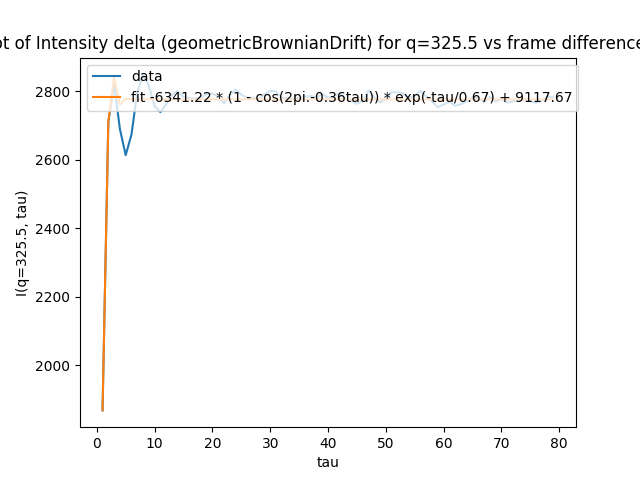 ot of Intensity delta (geometricBrownianDrift) for q=325.5 vs frame difference
data
fit -6341.22 * (1 - cos(2pi·-0.36tau)) * exp(-tau/0.67) + 9117.67
I(q=325.5, tau)
2800
2600
2400
2200
2000
0 10 20 30 40 50 60 70 80
tau